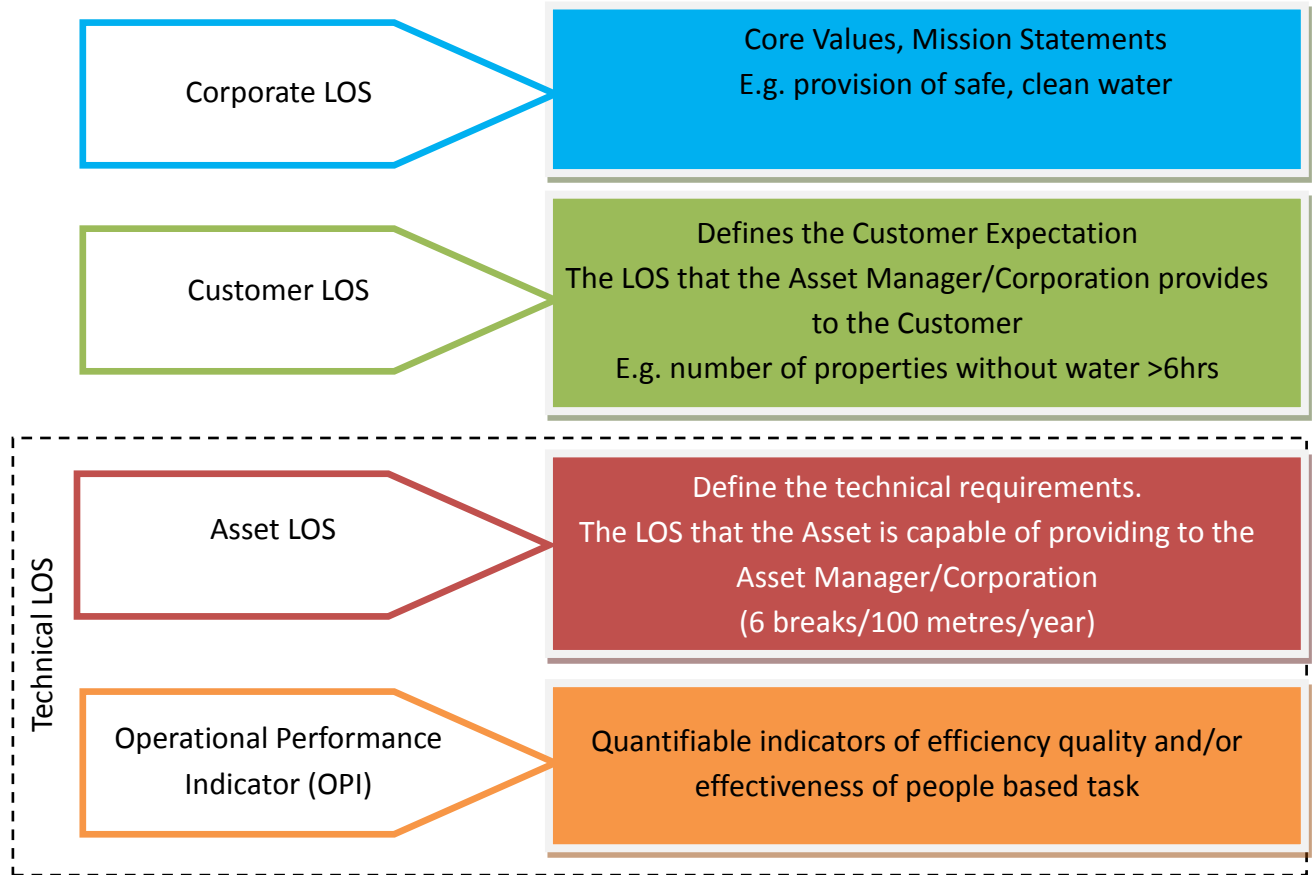 Corporate LOS
Core Values, Mission Statements
E.g. provision of safe, clean water
Customer LOS
Defines the Customer Expectation
The LOS that the Asset Manager/Corporation provides
to the Customer
E.g. number of properties without water >6hrs
Technical LOS
Asset LOS
Define the technical requirements.
The LOS that the Asset is capable of providing to the
Asset Manager/Corporation
(6 breaks/100 metres/year)
Operational Performance
Indicator (OPI)
Quantifiable indicators of efficiency quality and/or
effectiveness of people based task